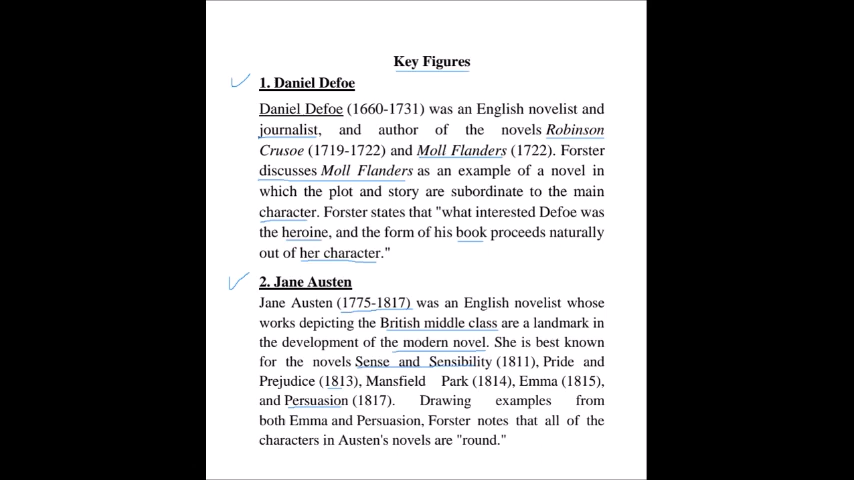 Key Figures
1. Daniel Defoe
Daniel Defoe (1660-1731) was an English novelist and
journalist, and author of the novels Robinson
Crusoe (1719-1722) and Moll Flanders (1722). Forster
discusses Moll Flanders as an example of a novel in
which the plot and story are subordinate to the main
character. Forster states that "what interested Defoe was
the heroine, and the form of his book proceeds naturally
out of her character."
2. Jane Austen
Jane Austen (1775-1817) was an English novelist whose
works depicting the British middle class are a landmark in
the development of the modern novel. She is best known
for the novels Sense and Sensibility (1811), Pride and
Prejudice (1813), Mansfield Park (1814), Emma (1815),
and Persuasion (1817). Drawing examples from
both Emma and Persuasion, Forster notes that all of the
characters in Austen's novels are "round."